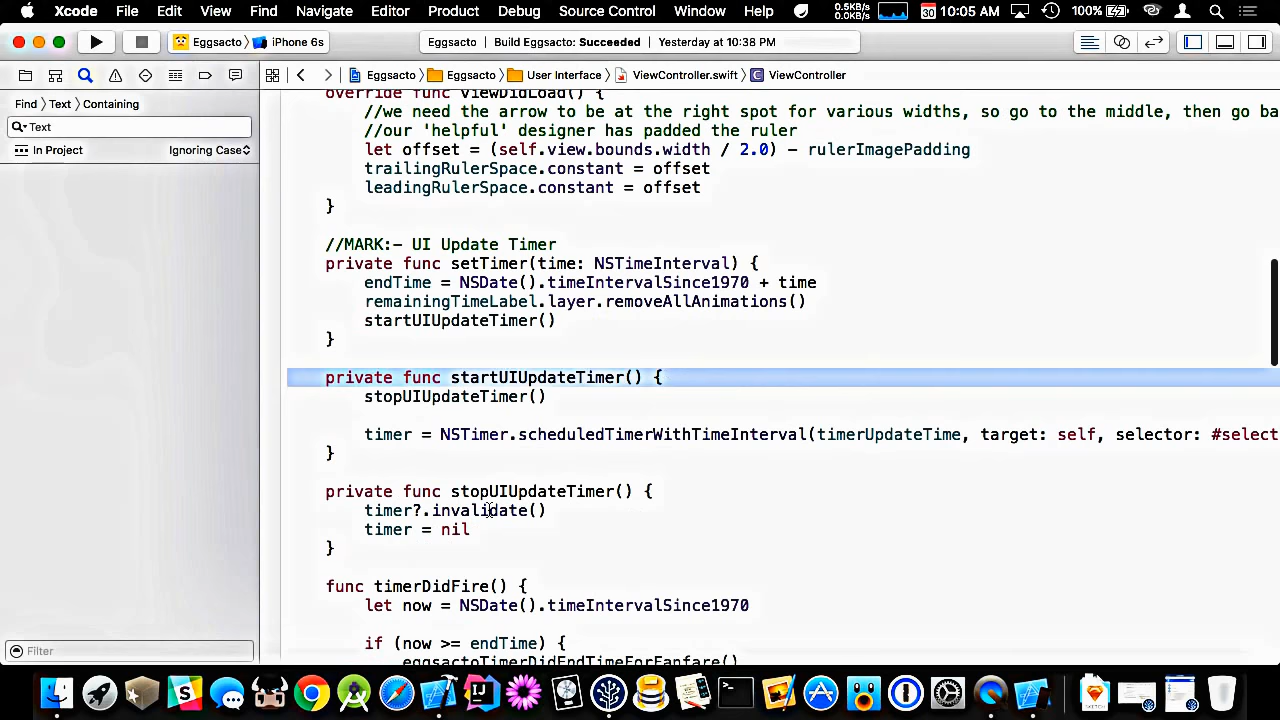 Xcode File Edit View Find Navigate Editor Product Debug Source Control Window Help 0.5KB/s 0.0KB/s 30 10:05 AM 100%
Eggsacto iPhone 6s Eggsacto Build Eggsacto: Succeeded Yesterday at 10:38 PM
Eggsacto Eggsacto User Interface ViewController.swift C ViewController
override func viewDidLoad() {
Find Text Containing
//we need the arrow to be at the right spot for various widths, so go to the middle, then go ba
Text
//our 'helpful' designer has padded the ruler
In Project Ignoring Case
let offset = (self.view.bounds.width / 2.0) - rulerImagePadding
trailingRulerSpace.constant = offset
leadingRulerSpace.constant = offset
}
//MARK:- UI Update Timer
private func setTimer(time: NSTimeInterval) {
endTime = NSDate().timeIntervalSince1970 + time
remainingTimeLabel.layer.removeAllAnimations()
startUIUpdateTimer()
}
private func startUIUpdateTimer() {
stopUIUpdateTimer()
timer = NSTimer.scheduledTimerWithTimeInterval(timerUpdateTime, target: self, selector: #select
}
private func stopUIUpdateTimer() {
timer?.invalidate()
timer = nil
}
func timerDidFire() {
let now = NSDate().timeIntervalSince1970
if (now >= endTime) {
Filter
eggsactoTimerDidEndTimeForFanfare()